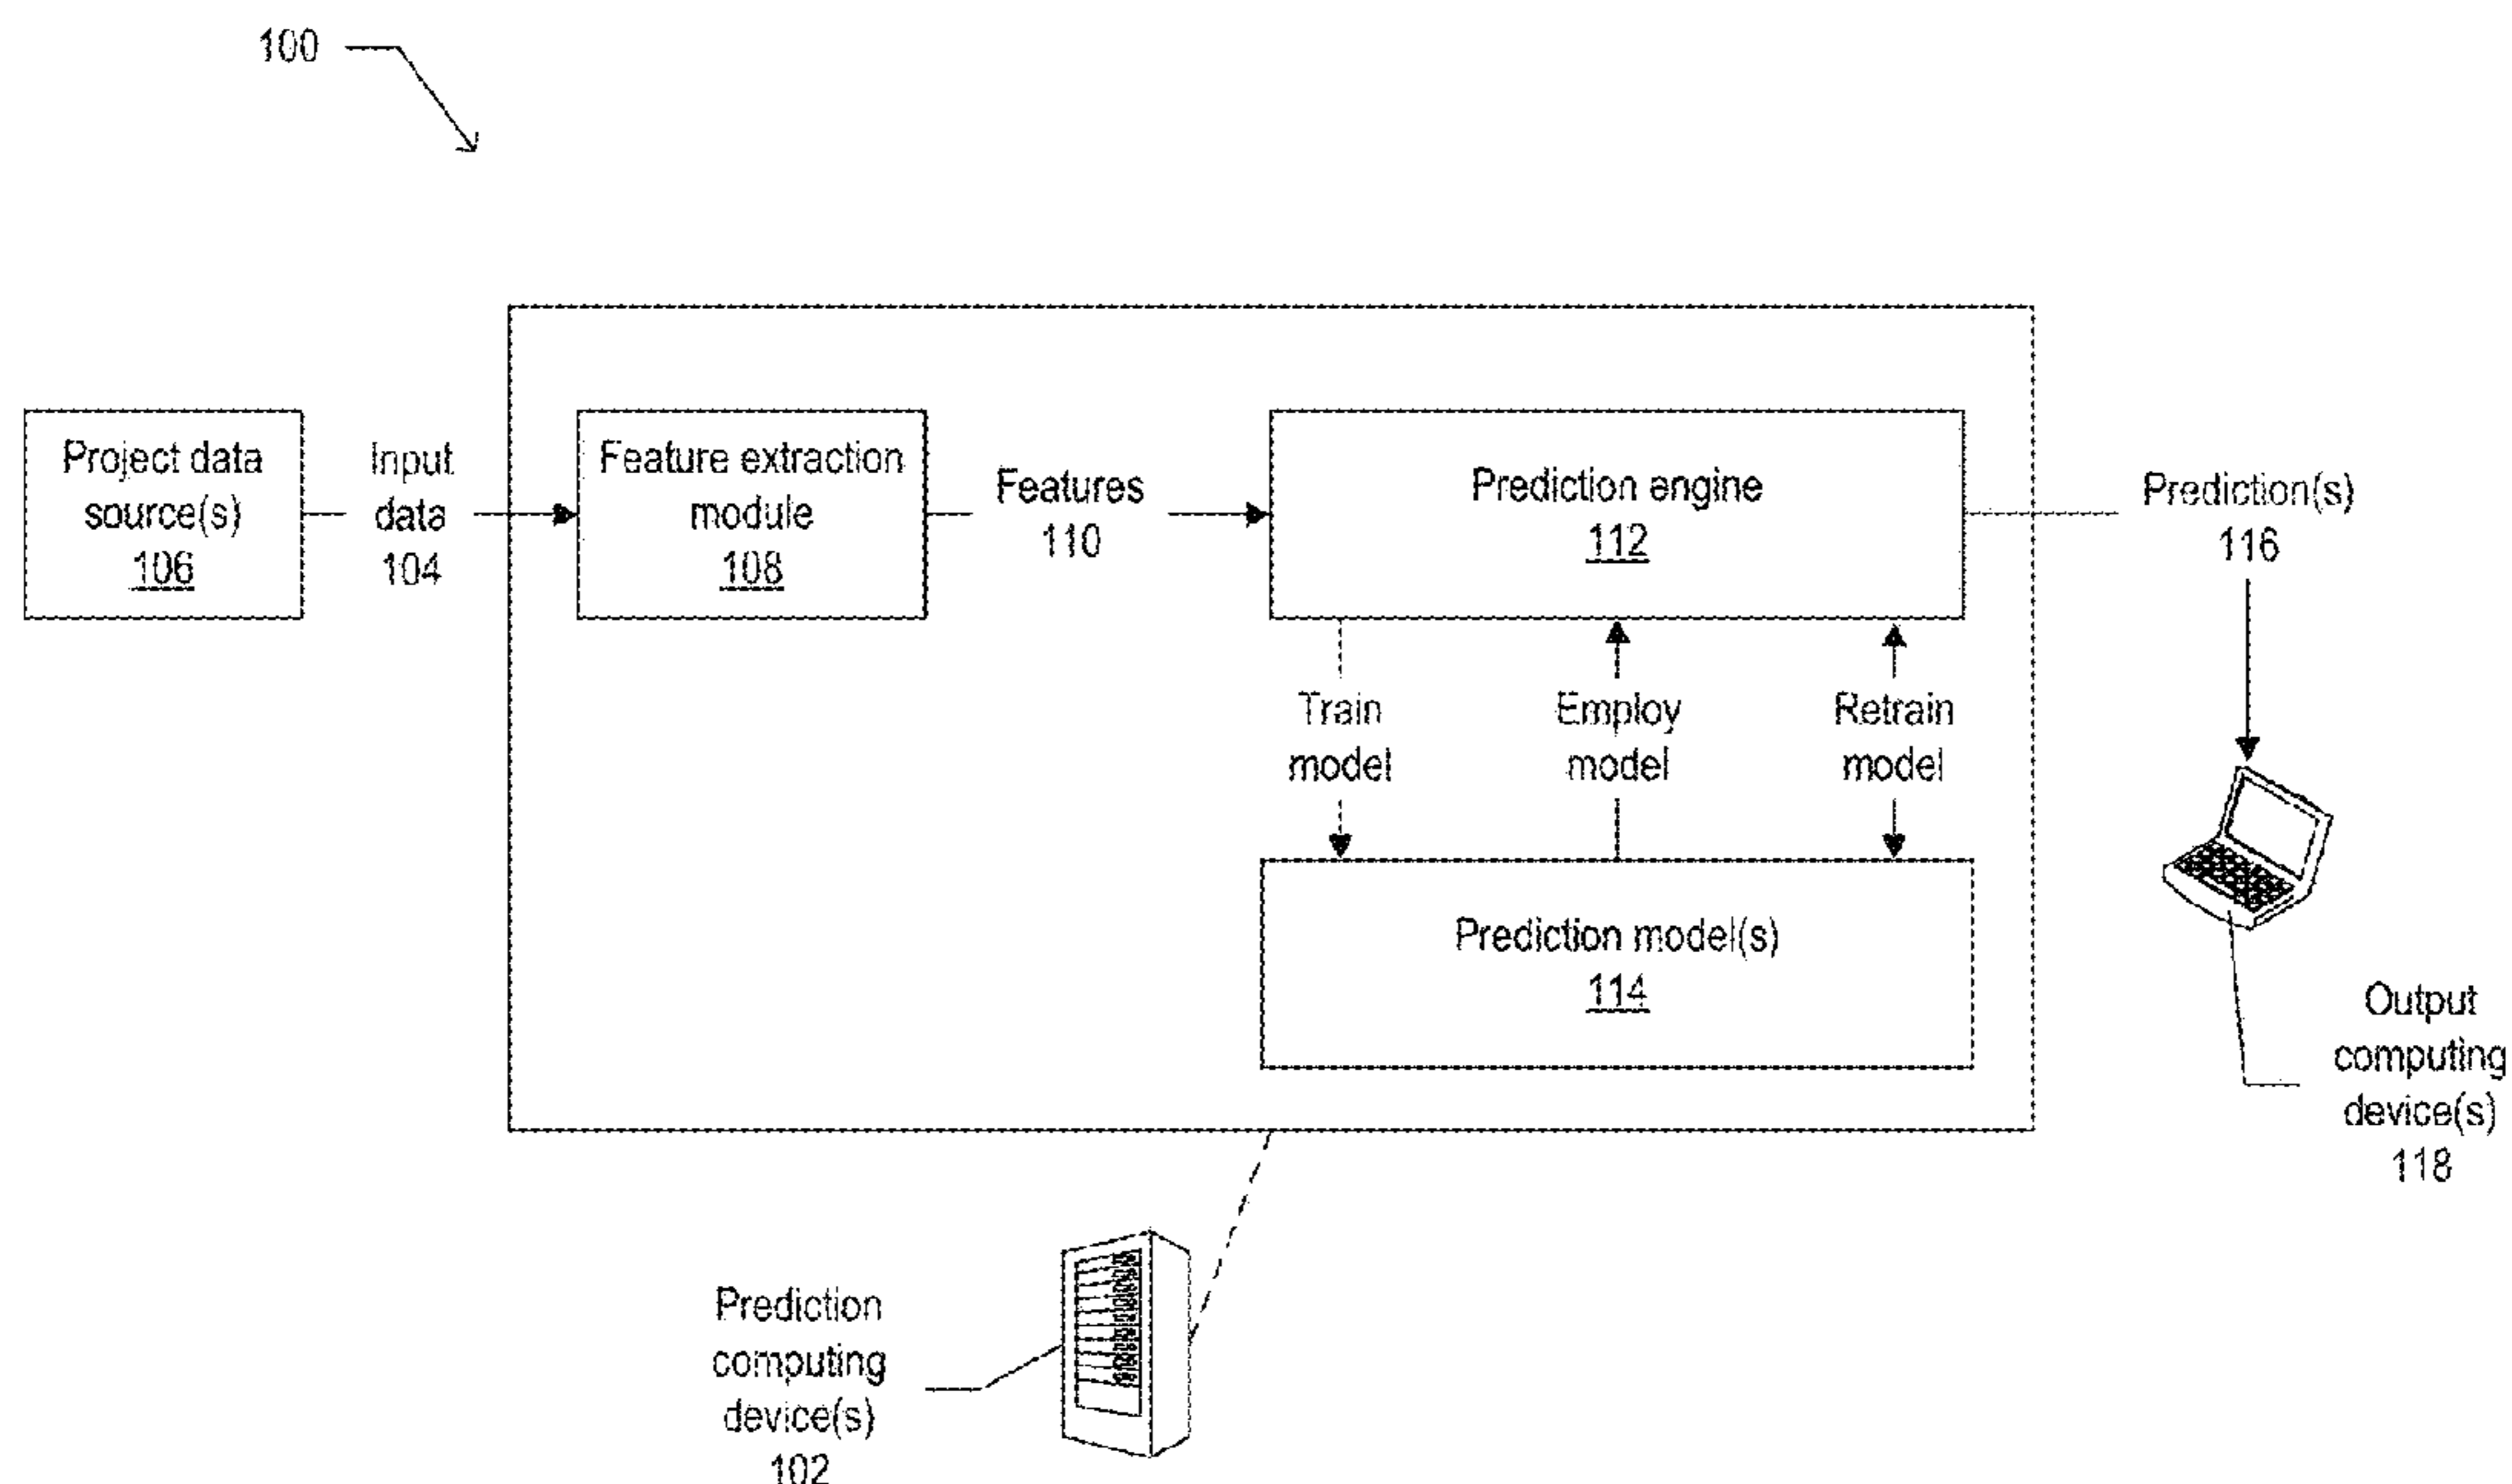 100
Project data
source(s)
106
Input
data
104
Feature extraction
module
108
Features
110
Prediction engine
112
Prediction(s)
116
Train
model
Employ
model
Retrain
model
Prediction model(s)
114
Output
computing
device(s)
118
Prediction
computing
device(s)
102